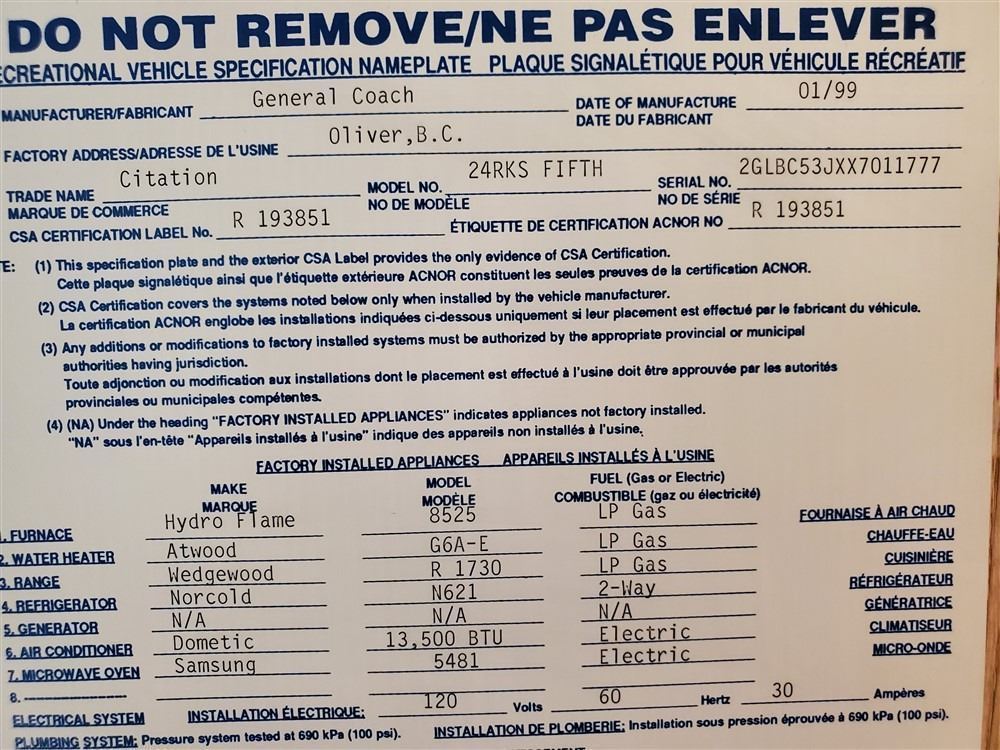 DO NOT REMOVE/NE PAS ENLEVER
ECREATIONAL VEHICLE SPECIFICATION NAMEPLATE PLAQUE SIGNALÉTIQUE POUR VÉHICULE RÉCRÉATIF
MANUFACTURER/FABRICANT General Coach DATE OF MANUFACTURE 01/99
DATE DU FABRICANT
FACTORY ADDRESS/ADRESSE DE L'USINE Oliver,B.C.
TRADE NAME Citation MODEL NO. 24RKS FIFTH SERIAL NO. 2GLBC53JXX7011777
MARQUE DE COMMERCE NO DE MODÈLE NO DE SÉRIE
CSA CERTIFICATION LABEL No. R 193851 ÉTIQUETTE DE CERTIFICATION ACNOR NO R 193851
TE: (1) This specification plate and the exterior CSA Label provides the only evidence of CSA Certification.
Cette plaque signalétique ainsi que l'étiquette extérieure ACNOR constituent les seules preuves de la certification ACNOR.
(2) CSA Certification covers the systems noted below only when installed by the vehicle manufacturer.
La certification ACNOR englobe les installations indiquées ci-dessous uniquement si leur placement est effectué par le fabricant du véhicule.
(3) Any additions or modifications to factory installed systems must be authorized by the appropriate provincial or municipal
authorities having jurisdiction.
Toute adjonction ou modification aux installations dont le placement est effectué à l'usine doit être approuvée par les autorités
provinciales ou municipales compétentes.
(4) (NA) Under the heading "FACTORY INSTALLED APPLIANCES" indicates appliances not factory installed.
"NA" sous l'en-tête "Appareils installés à l'usine" indique des appareils non installés à l'usine.
FACTORY INSTALLED APPLIANCES APPAREILS INSTALLÉS À L'USINE
MAKE MODEL FUEL (Gas or Electric)
MARQUE MODÈLE COMBUSTIBLE (gaz ou électricité)
1. FURNACE Hydro Flame 8525 LP Gas FOURNAISE À AIR CHAUD
2. WATER HEATER Atwood G6A-E LP Gas CHAUFFE-EAU
3. RANGE Wedgewood R 1730 LP Gas CUISINIÈRE
4. REFRIGERATOR Norcold N621 2-Way RÉFRIGÉRATEUR
5. GENERATOR N/A N/A N/A GÉNÉRATRICE
6. AIR CONDITIONER Dometic 13,500 BTU Electric CLIMATISEUR
7. MICROWAVE OVEN Samsung 5481 Electric MICRO-ONDE
8.
ELECTRICAL SYSTEM INSTALLATION ÉLECTRIQUE: 120 Volts 60 Hertz 30 Ampères
PLUMBING SYSTEM: Pressure system tested at 690 kPa (100 psi). INSTALLATION DE PLOMBERIE: Installation sous pression éprouvée à 690 kPa (100 psi).